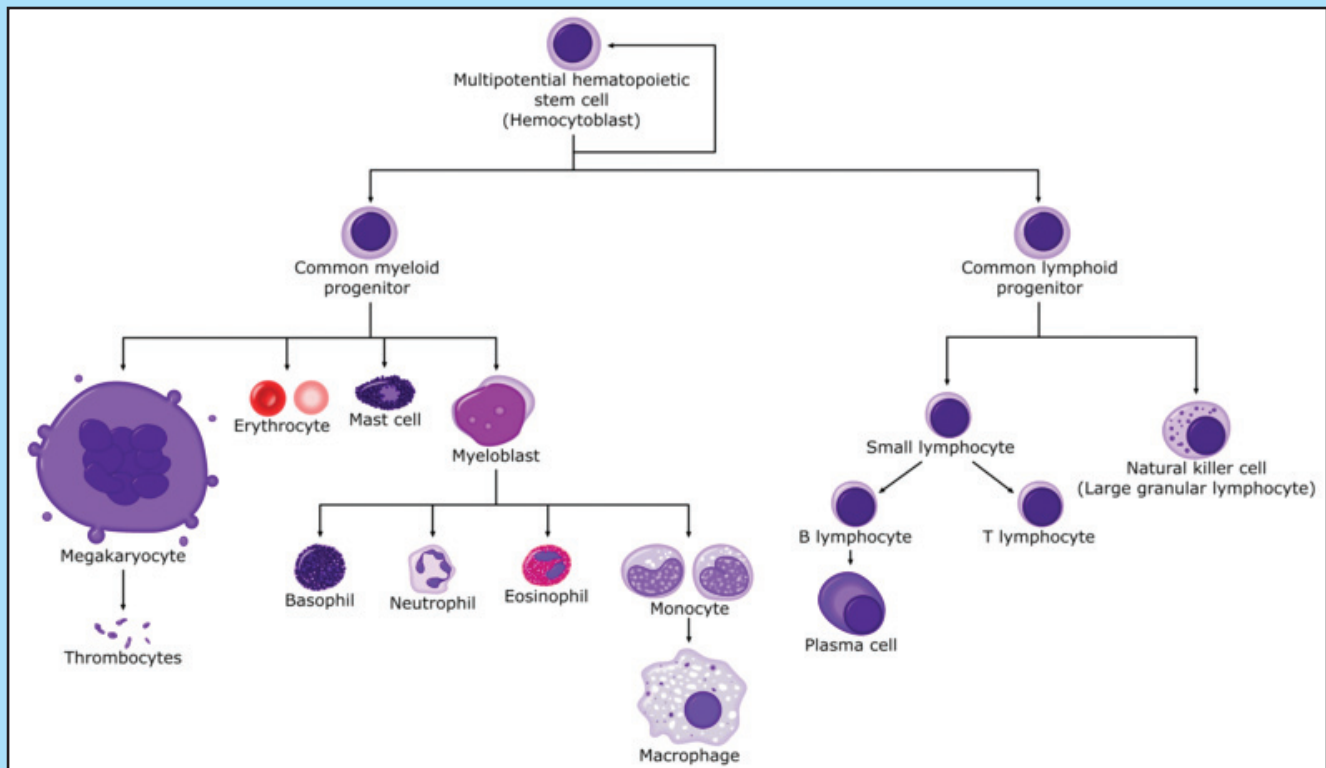 Multipotential hematopoietic
stem cell
(Hemocytoblast)
Common myeloid
progenitor
Common lymphoid
progenitor
Megakaryocyte
Erythrocyte
Mast cell
Myeloblast
Small lymphocyte
Natural killer cell
(Large granular lymphocyte)
B lymphocyte
T lymphocyte
Thrombocytes
Basophil
Neutrophil
Eosinophil
Monocyte
Plasma cell
Macrophage